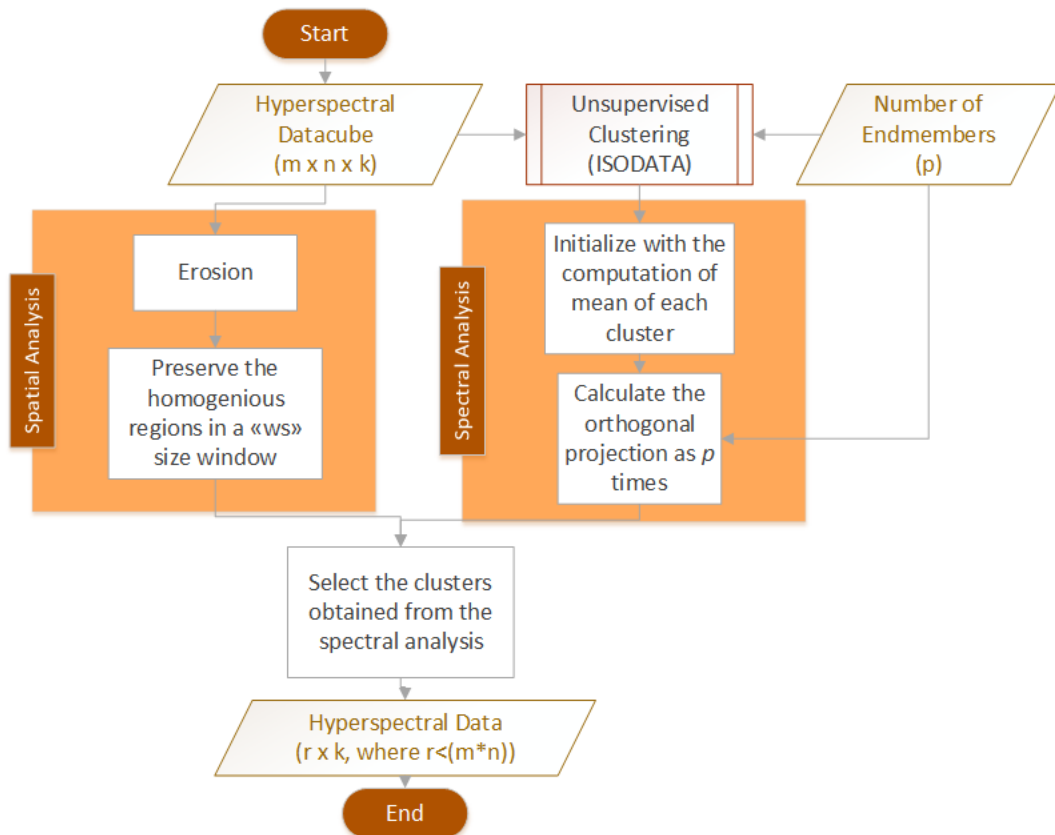 Start
Hyperspectral
Datacube
(m x n x k)
Unsupervised
Clustering
(ISODATA)
Number of
Endmembers
(p)
Spatial Analysis
Erosion
Preserve the
homogenious
regions in a «ws»
size window
Spectral Analysis
Initialize with the
computation of
mean of each
cluster
Calculate the
orthogonal
projection as p
times
Select the clusters
obtained from the
spectral analysis
Hyperspectral Data
(r x k, where r<(m*n))
End